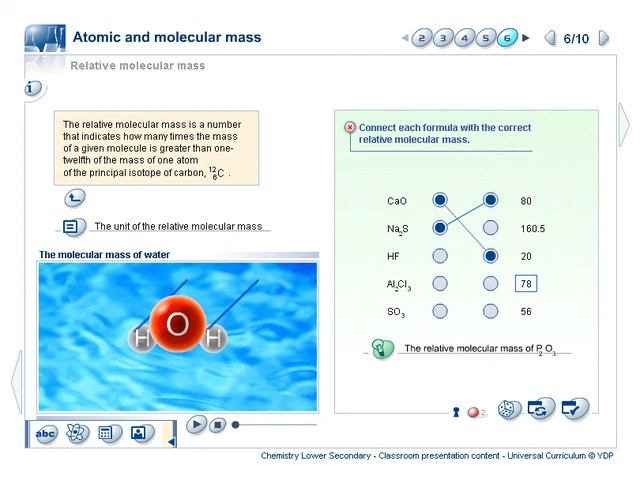 Atomic and molecular mass
2 3 4 5 6 6/10
Relative molecular mass
i
The relative molecular mass is a number
that indicates how many times the mass
of a given molecule is greater than one-
twelfth of the mass of one atom
of the principal isotope of carbon, ¹²₆C .
The unit of the relative molecular mass
The molecular mass of water
H O H
abc
Connect each formula with the correct
relative molecular mass.
CaO 80
Na₂S 160.5
HF 20
Al₂Cl₃ 78
SO₃ 56
The relative molecular mass of P₂O₃
2
Chemistry Lower Secondary - Classroom presentation content - Universal Curriculum © YDP